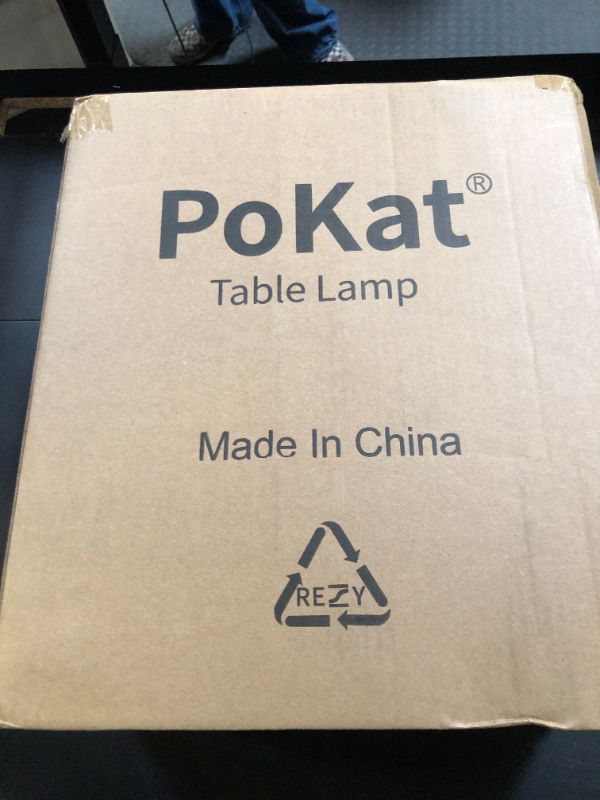 PoKat®
Table Lamp
Made In China
REZY